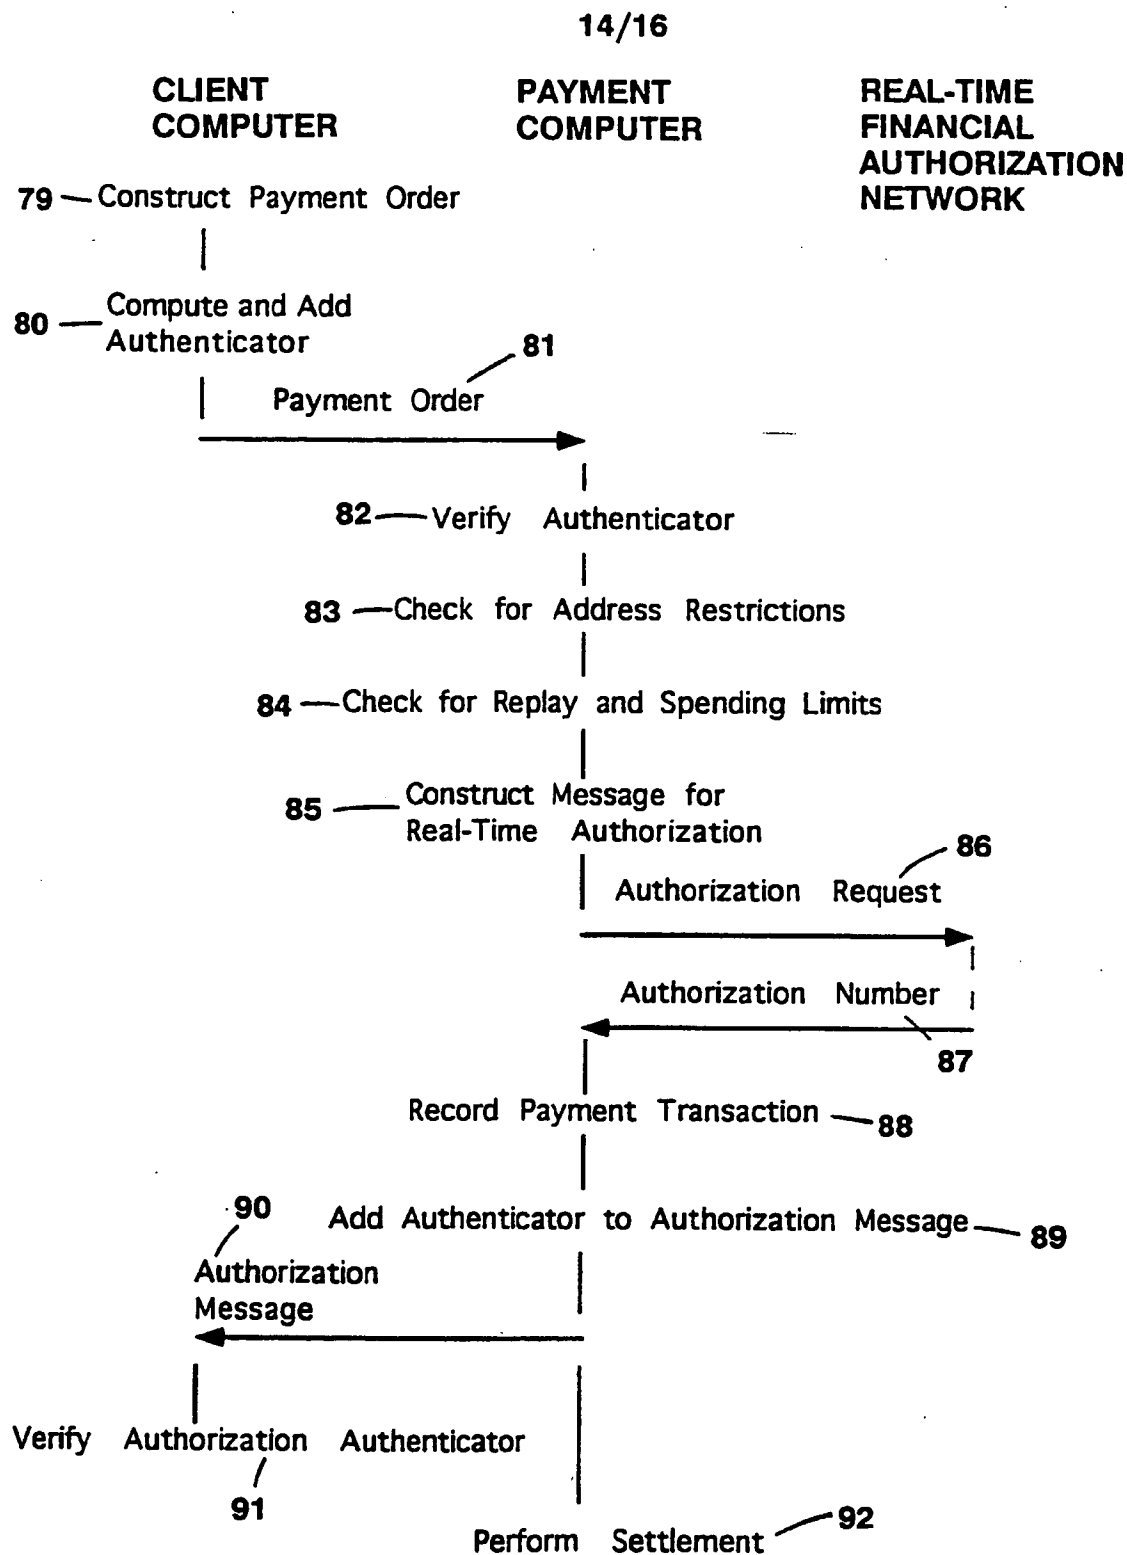 14/16
CLIENT
COMPUTER
PAYMENT
COMPUTER
REAL-TIME
FINANCIAL
AUTHORIZATION
NETWORK
79 Construct Payment Order
80 Compute and Add
Authenticator
81
Payment Order
82 Verify Authenticator
83 Check for Address Restrictions
84 Check for Replay and Spending Limits
85 Construct Message for
Real-Time Authorization
86
Authorization Request
Authorization Number
87
Record Payment Transaction 88
90
Add Authenticator to Authorization Message 89
Authorization
Message
Verify Authorization Authenticator
91
Perform Settlement 92